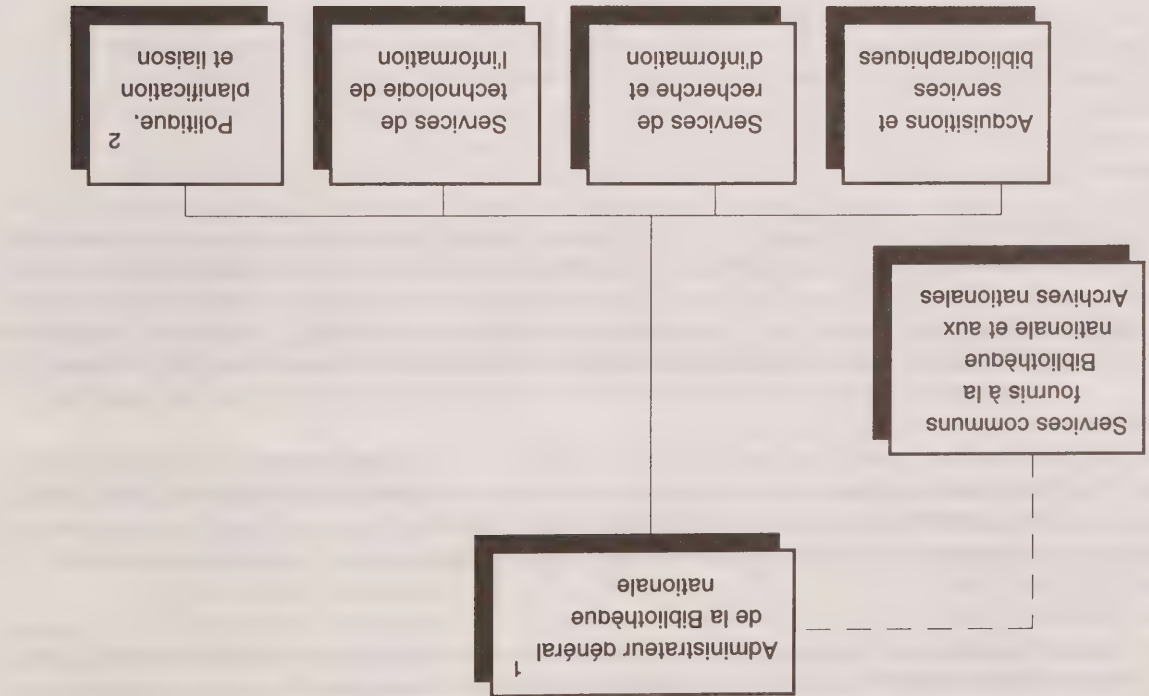 Administrateur général 1
de la Bibliothèque
nationale
Services communs
fournis à la
Bibliothèque
nationale et aux
Archives nationales
Acquisitions et
services
bibliographiques
Services de
recherche et
d'information
Services de
technologie de
l'information
Politique, 2
planification
et liaison